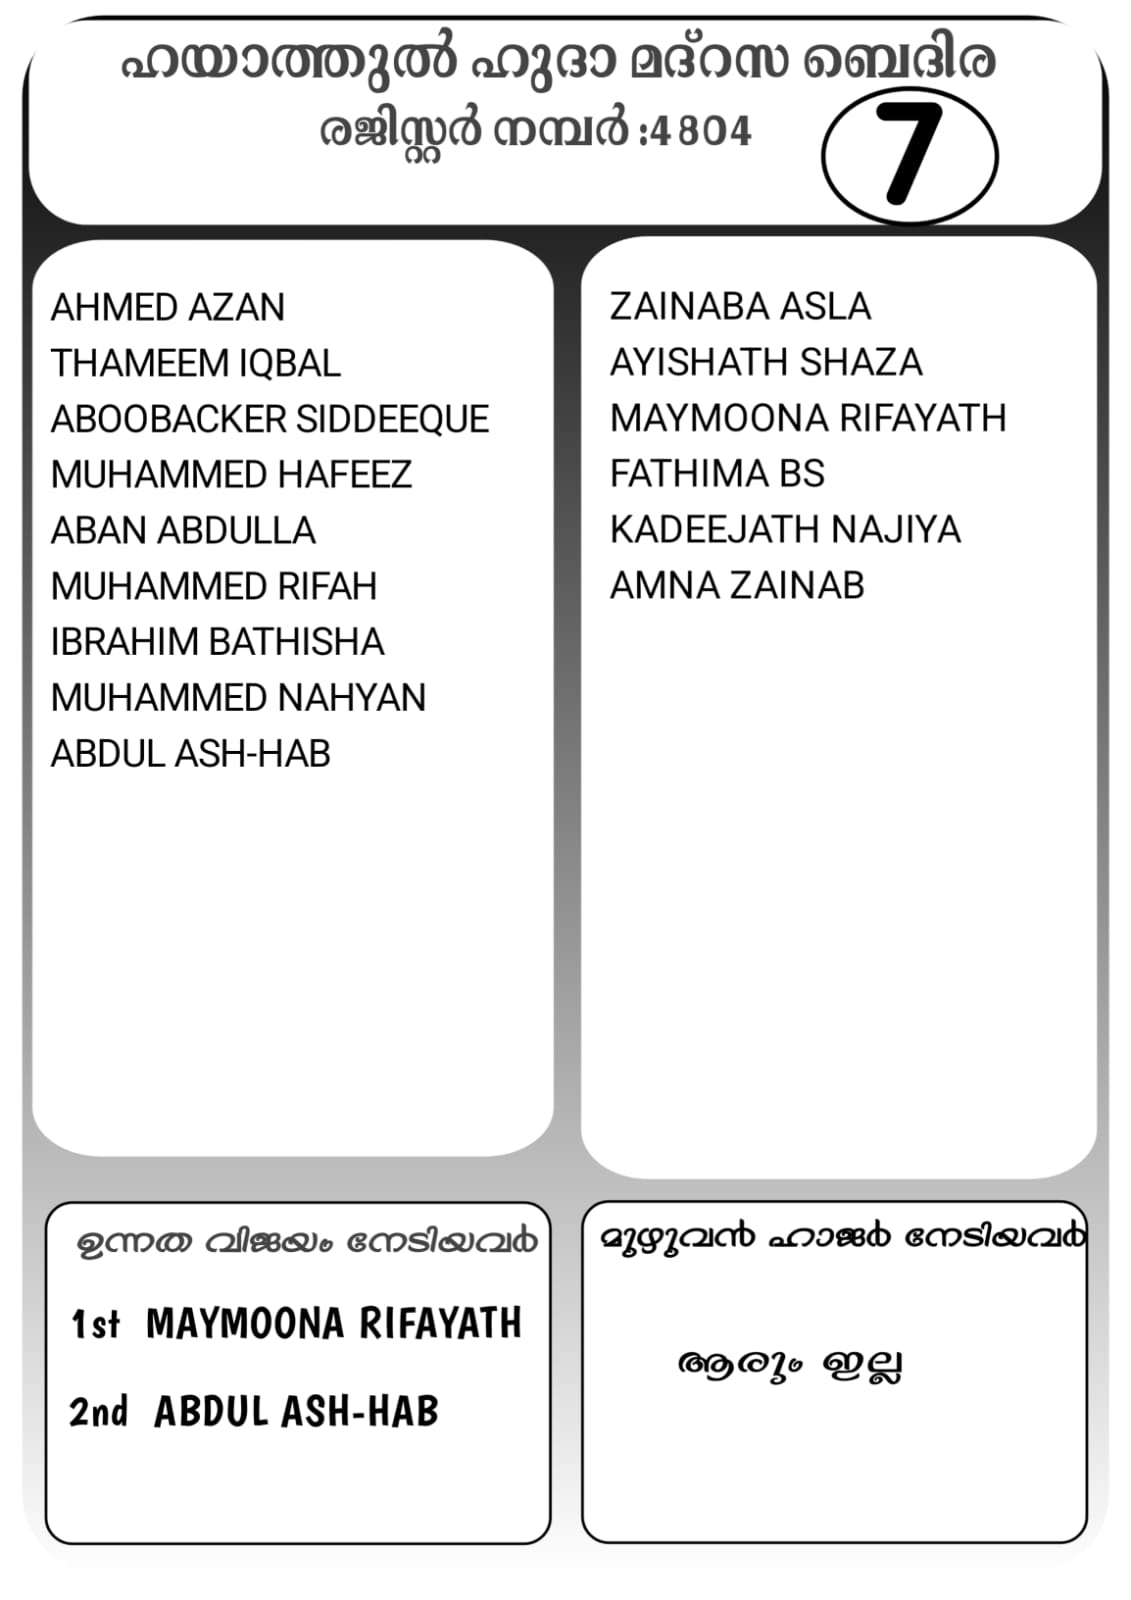 ഹയാത്തുൽ ഹുദാ മദ്റസ ബെദിര
രജിസ്റ്റർ നമ്പർ :4804
7
AHMED AZAN
THAMEEM IQBAL
ABOOBACKER SIDDEEQUE
MUHAMMED HAFEEZ
ABAN ABDULLA
MUHAMMED RIFAH
IBRAHIM BATHISHA
MUHAMMED NAHYAN
ABDUL ASH-HAB
ZAINABA ASLA
AYISHATH SHAZA
MAYMOONA RIFAYATH
FATHIMA BS
KADEEJATH NAJIYA
AMNA ZAINAB
ഉന്നത വിജയം നേടിയവർ
1st MAYMOONA RIFAYATH
2nd ABDUL ASH-HAB
മുഴുവൻ ഹാജർ നേടിയവർ
ആരും ഇല്ല